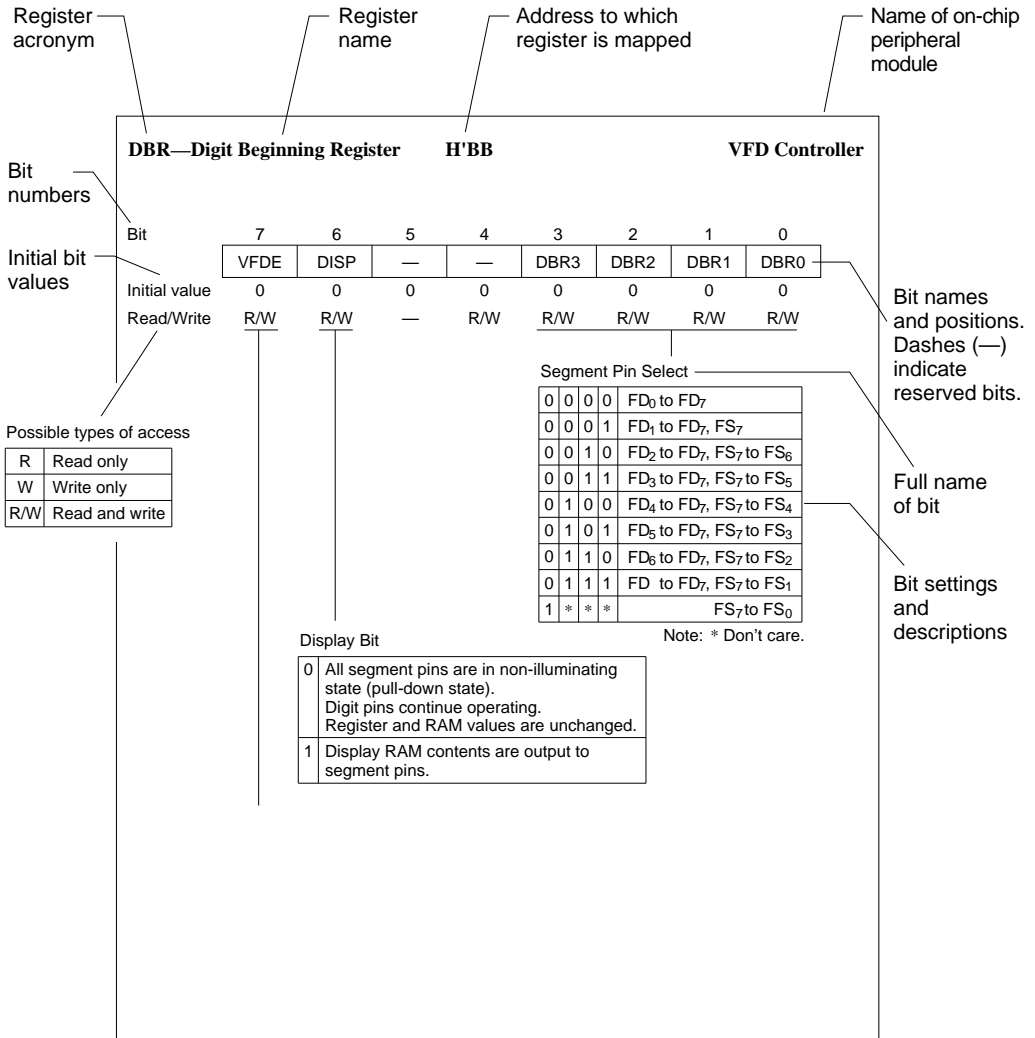 Register acronym
Register name
Address to which register is mapped
Name of on-chip peripheral module
DBR—Digit Beginning Register H'BB VFD Controller
Bit numbers
Bit 7 6 5 4 3 2 1 0
VFDE DISP — — DBR3 DBR2 DBR1 DBR0
Initial bit values
Initial value 0 0 0 0 0 0 0 0
Read/Write R/W R/W — R/W R/W R/W R/W R/W
Bit names and positions. Dashes (—) indicate reserved bits.
Possible types of access
R Read only
W Write only
R/W Read and write
Segment Pin Select
0 0 0 0 FD0 to FD7
0 0 0 1 FD1 to FD7, FS7
0 0 1 0 FD2 to FD7, FS7 to FS6
0 0 1 1 FD3 to FD7, FS7 to FS5
0 1 0 0 FD4 to FD7, FS7 to FS4
0 1 0 1 FD5 to FD7, FS7 to FS3
0 1 1 0 FD6 to FD7, FS7 to FS2
0 1 1 1 FD to FD7, FS7 to FS1
1 * * * FS7 to FS0
Note: * Don't care.
Full name of bit
Bit settings and descriptions
Display Bit
0 All segment pins are in non-illuminating
state (pull-down state).
Digit pins continue operating.
Register and RAM values are unchanged.
1 Display RAM contents are output to
segment pins.